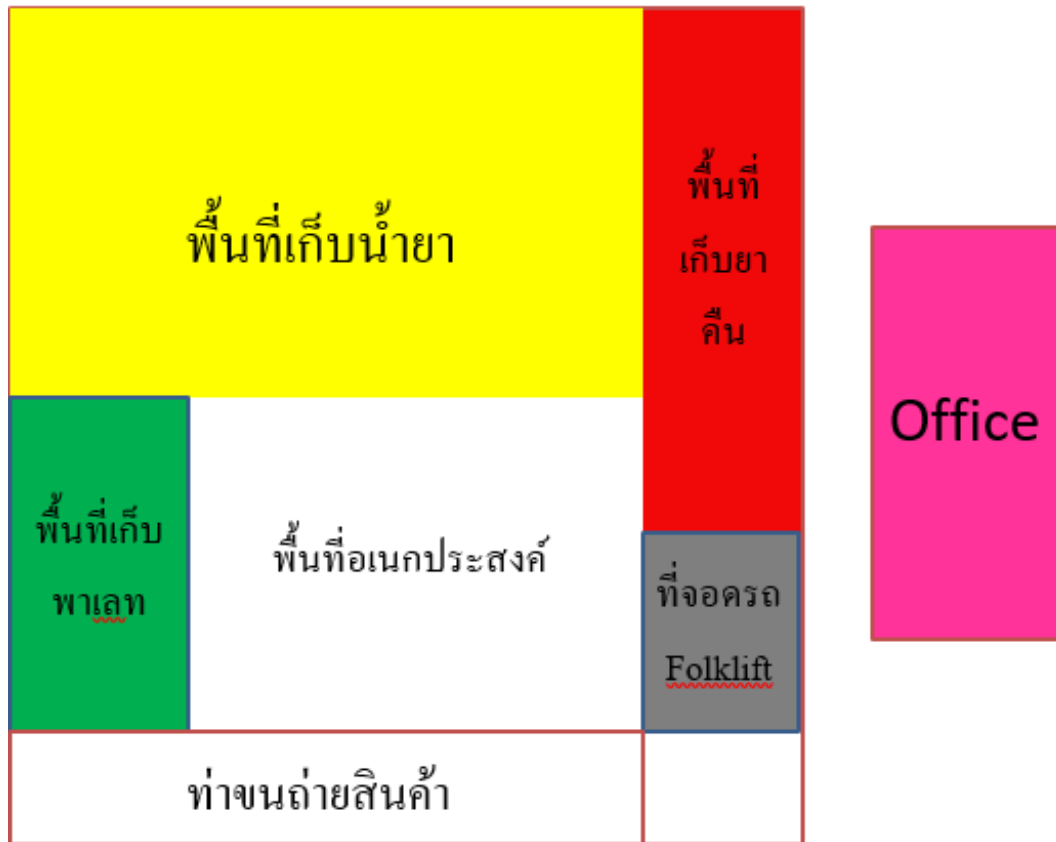 พื้นที่เก็บน้ำยา
พื้นที่
เก็บยา
คืน
Office
พื้นที่เก็บ
พาเลท
พื้นที่อเนกประสงค์
ที่จอดรถ
Folklift
ท่าขนถ่ายสินค้า